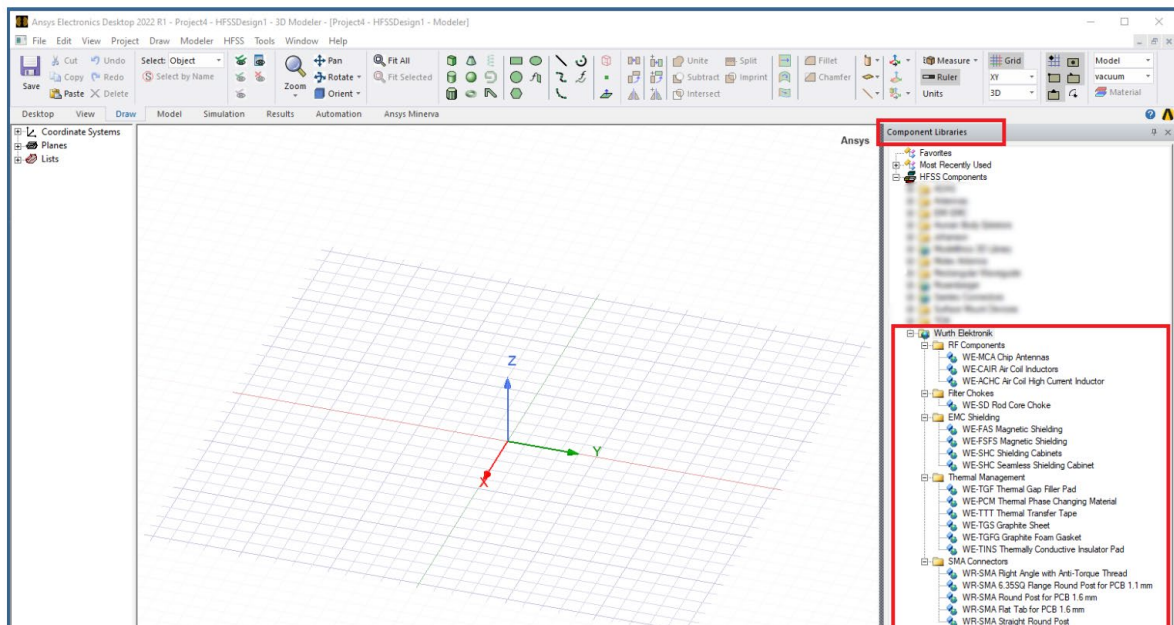 Ansys Electronics Desktop 2022 R1 - Project4 - HFSSDesign1 - 3D Modeler - [Project4 - HFSSDesign1 - Modeler]
File Edit View Project Draw Modeler HFSS Tools Window Help
Save
Cut
Copy
Paste
Undo
Redo
Delete
Select: Object
Select by Name
Zoom
Pan
Rotate
Orient
Fit All
Fit Selected
Unite
Subtract
Intersect
Split
Imprint
Fillet
Chamfer
Measure
Ruler
Units
Grid
XY
3D
Model
vacuum
Material
Desktop View Draw Model Simulation Results Automation Ansys Minerva
Coordinate Systems
Planes
Lists
Ansys
Z
Y
X
Component Libraries
Favorites
Most Recently Used
HFSS Components
Wurth Elektronik
RF Components
WE-MCA Chip Antennas
WE-CAIR Air Coil Inductors
WE-ACHC Air Coil High Current Inductor
Filter Chokes
WE-SD Rod Core Choke
EMC Shielding
WE-FAS Magnetic Shielding
WE-FSFS Magnetic Shielding
WE-SHC Shielding Cabinets
WE-SHC Seamless Shielding Cabinet
Thermal Management
WE-TGF Thermal Gap Filler Pad
WE-PCM Thermal Phase Changing Material
WE-TTT Thermal Transfer Tape
WE-TGS Graphite Sheet
WE-TGFG Graphite Foam Gasket
WE-TINS Thermally Conductive Insulator Pad
SMA Connectors
WR-SMA Right Angle with Anti-Torque Thread
WR-SMA 6.35SQ Flange Round Post for PCB 1.1 mm
WR-SMA Round Post for PCB 1.6 mm
WR-SMA Flat Tab for PCB 1.6 mm
WR-SMA Straight Round Post